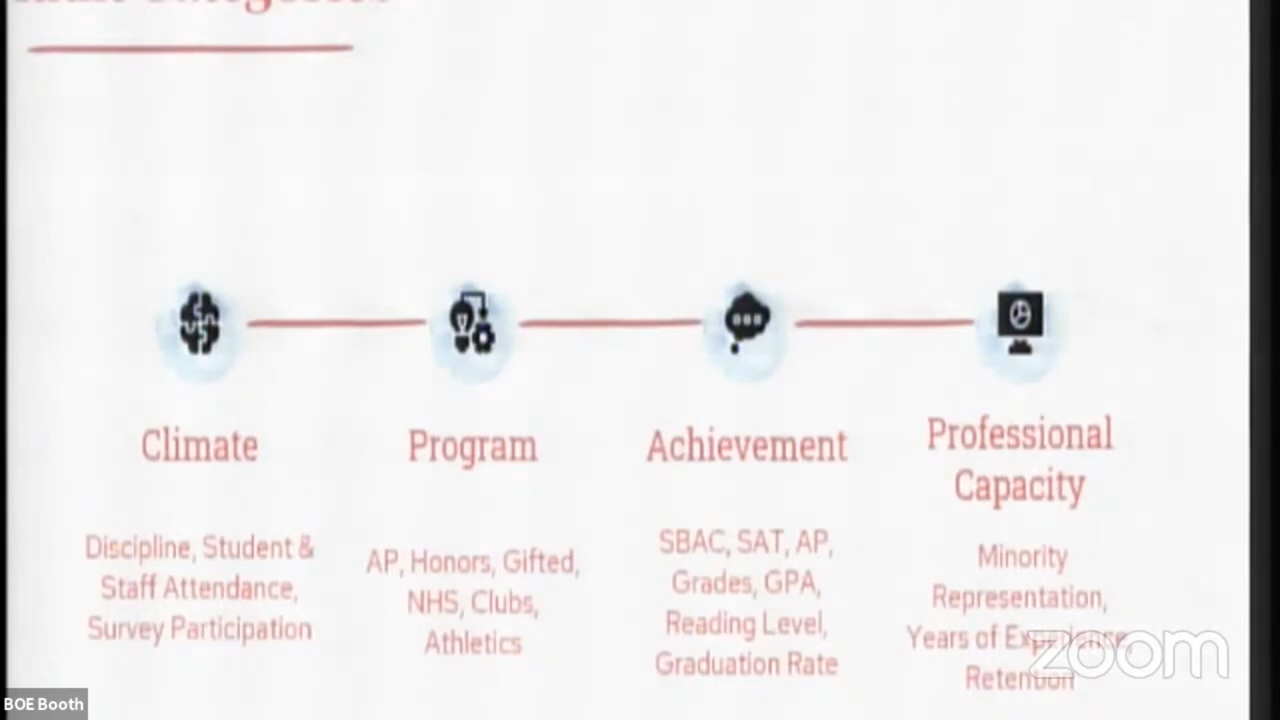 Climate
Discipline, Student &
Staff Attendance,
Survey Participation
Program
AP, Honors, Gifted,
NHS, Clubs,
Athletics
Achievement
SBAC, SAT, AP,
Grades, GPA,
Reading Level,
Graduation Rate
Professional
Capacity
Minority
Representation,
Years of Experience,
Retention
zoom
BOE Booth